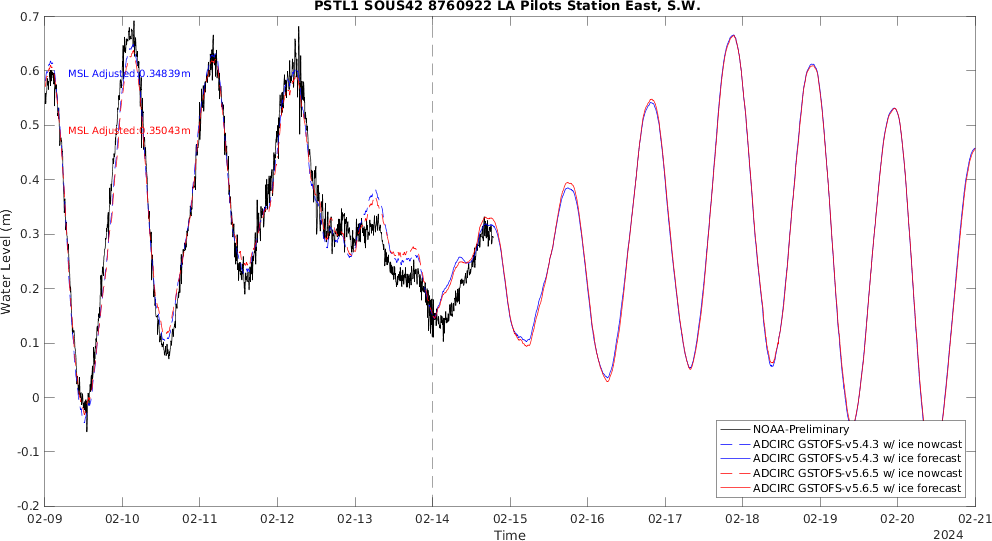 PSTL1 SOUS42 8760922 LA Pilots Station East, S.W.
0.7
0.6
0.5
0.4
0.3
0.2
0.1
0
-0.1
-0.2
Water Level (m)
MSL Adjusted:0.34839m
MSL Adjusted:0.35043m
NOAA-Preliminary
ADCIRC GSTOFS-v5.4.3 w/ ice nowcast
ADCIRC GSTOFS-v5.4.3 w/ ice forecast
ADCIRC GSTOFS-v5.6.5 w/ ice nowcast
ADCIRC GSTOFS-v5.6.5 w/ ice forecast
02-09 02-10 02-11 02-12 02-13 02-14 02-15 02-16 02-17 02-18 02-19 02-20 02-21
Time
2024